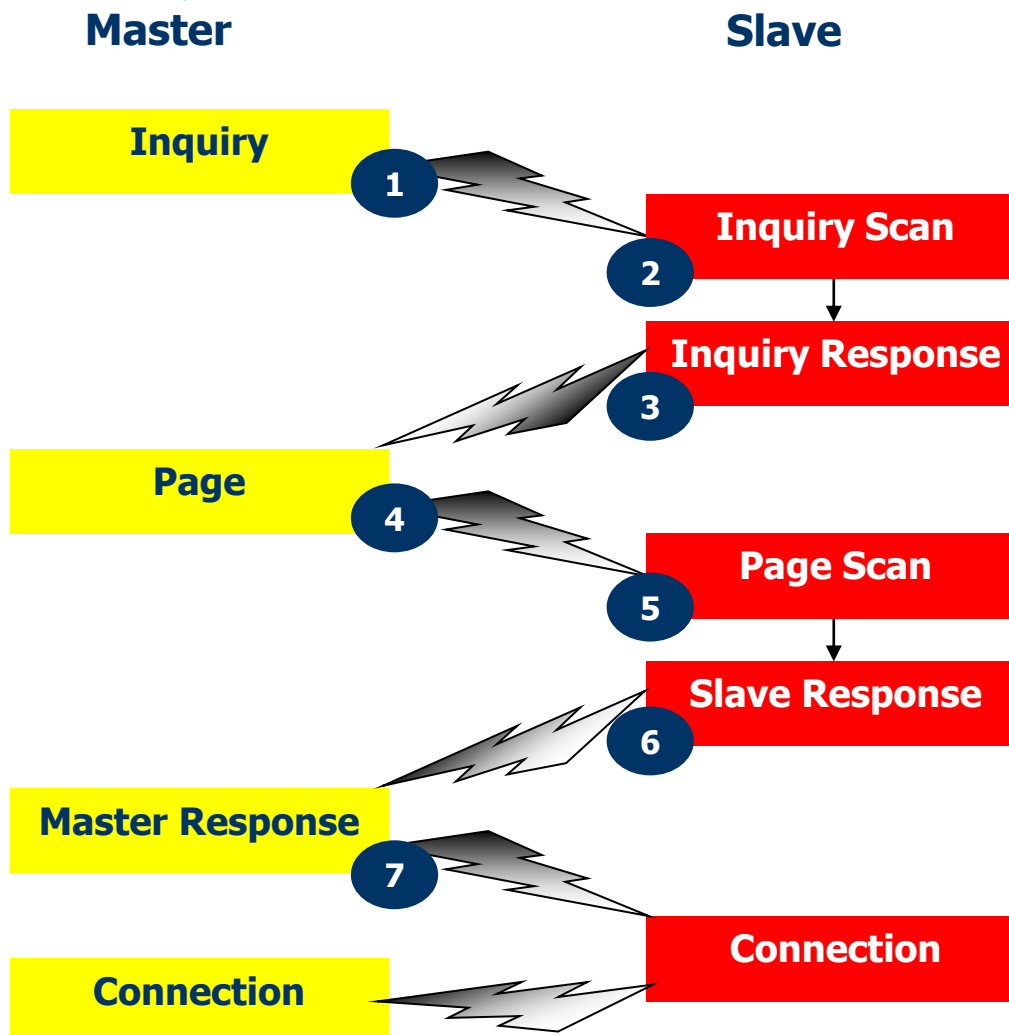 Master
Slave
Inquiry
1
Inquiry Scan
2
Inquiry Response
3
Page
4
Page Scan
5
Slave Response
6
Master Response
7
Connection
Connection